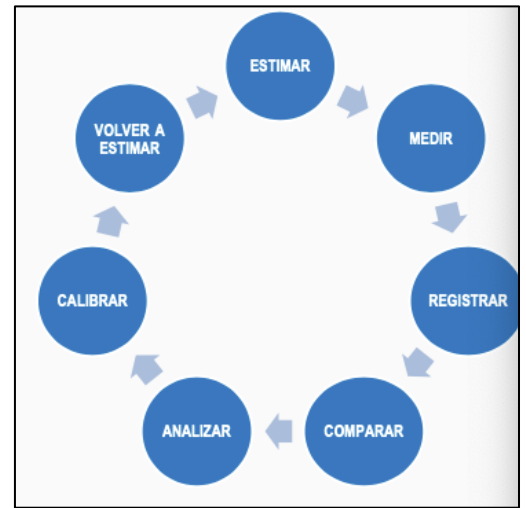 ESTIMAR
MEDIR
REGISTRAR
COMPARAR
ANALIZAR
CALIBRAR
VOLVER A
ESTIMAR